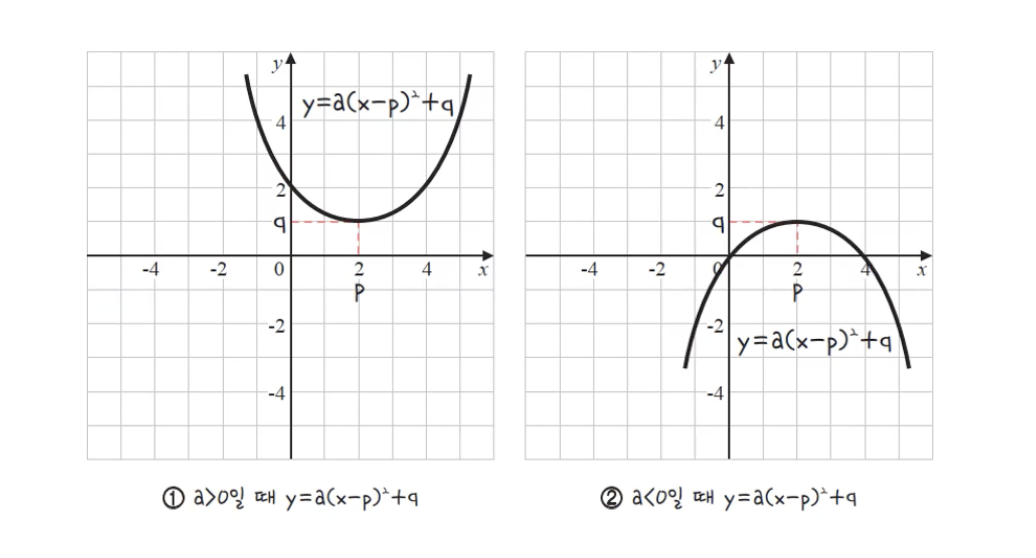 y
y=a(x-p)²+q
4
2
q
-4
-2
0
2
4
x
P
-2
-4
y
4
2
q
-4
-2
0
2
4
x
P
-2
y=a(x-p)²+q
-4
① a>0일 때 y=a(x-p)²+q
② a<0일 때 y=a(x-p)²+q